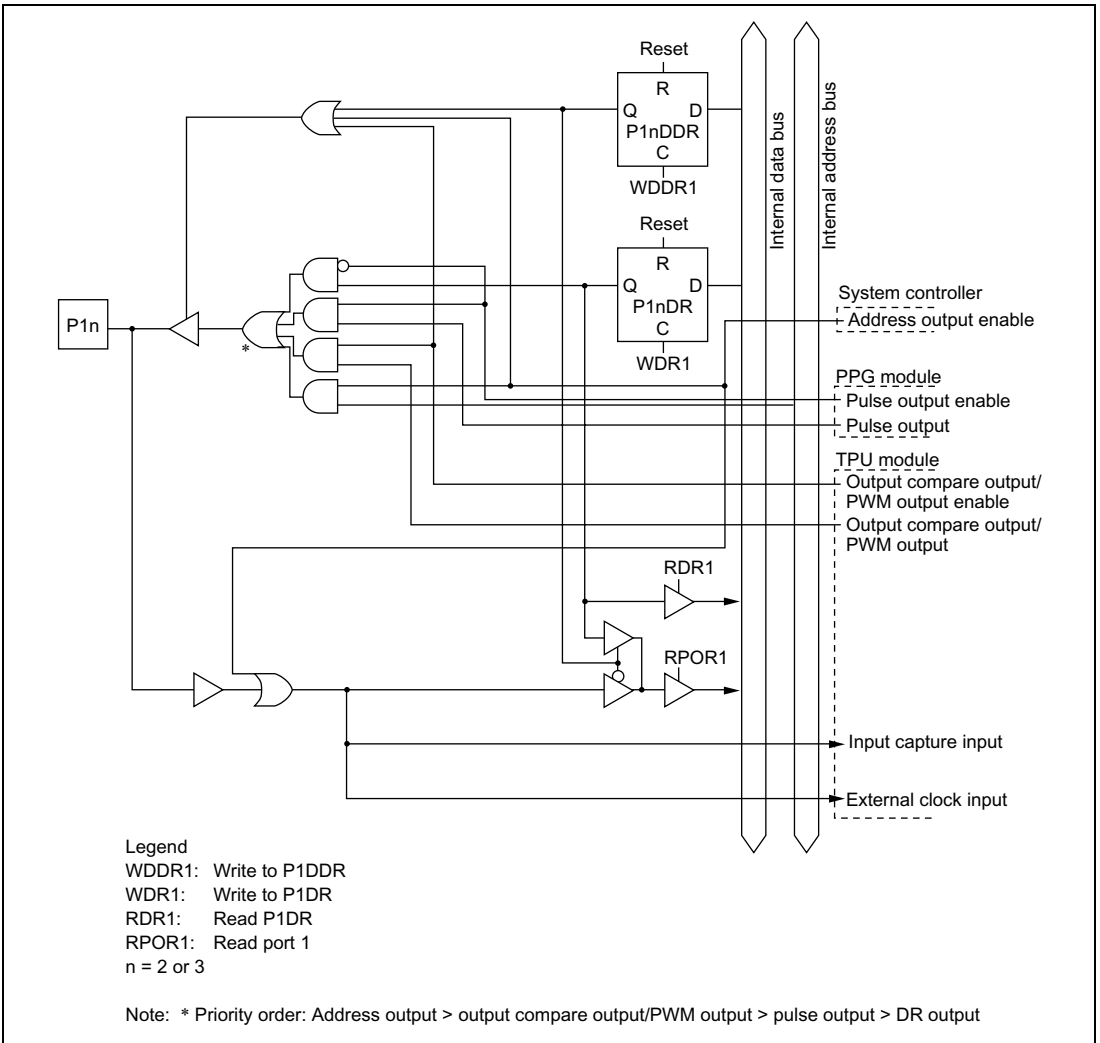 Reset
R
Q D
P1nDDR
C
WDDR1
Internal data bus
Internal address bus
Reset
R
Q D
P1nDR
C
WDR1
P1n
*
System controller
Address output enable
PPG module
Pulse output enable
Pulse output
TPU module
Output compare output/
PWM output enable
Output compare output/
PWM output
RDR1
RPOR1
Input capture input
External clock input
Legend
WDDR1: Write to P1DDR
WDR1: Write to P1DR
RDR1: Read P1DR
RPOR1: Read port 1
n = 2 or 3
Note: * Priority order: Address output > output compare output/PWM output > pulse output > DR output